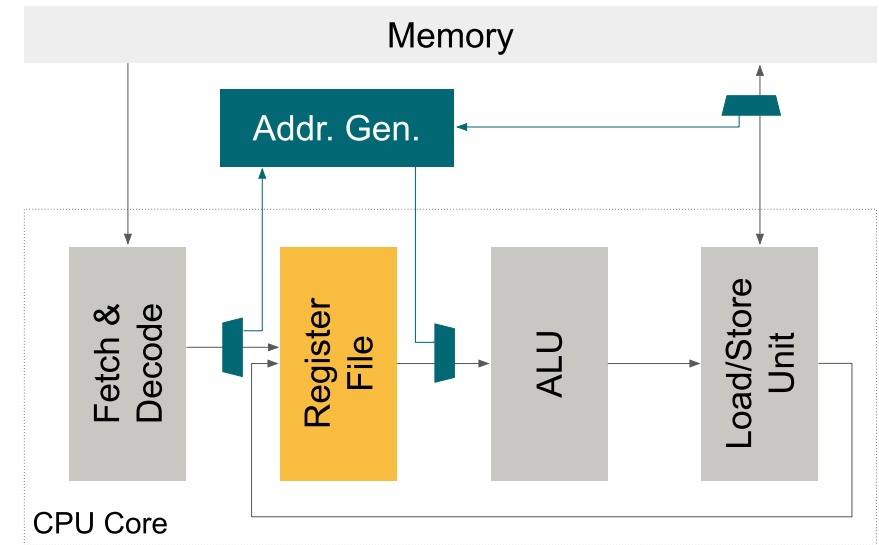 Memory
Addr. Gen.
Fetch &
Decode
Register
File
ALU
Load/Store
Unit
CPU Core